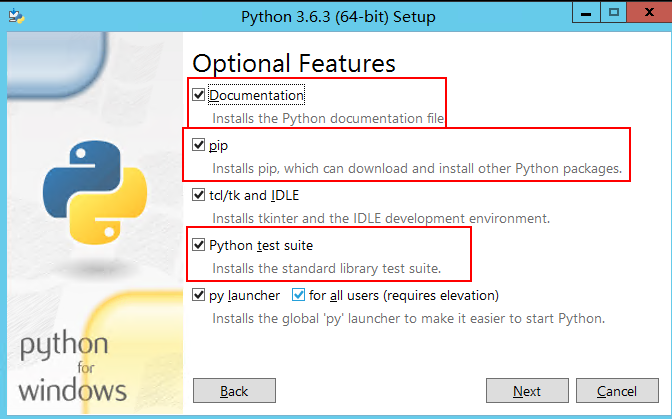 Python 3.6.3 (64-bit) Setup
Optional Features
Documentation
Installs the Python documentation file
pip
Installs pip, which can download and install other Python packages.
tcl/tk and IDLE
Installs tkinter and the IDLE development environment.
Python test suite
Installs the standard library test suite.
py launcher for all users (requires elevation)
Installs the global 'py' launcher to make it easier to start Python.
python
for
windows
Back Next Cancel